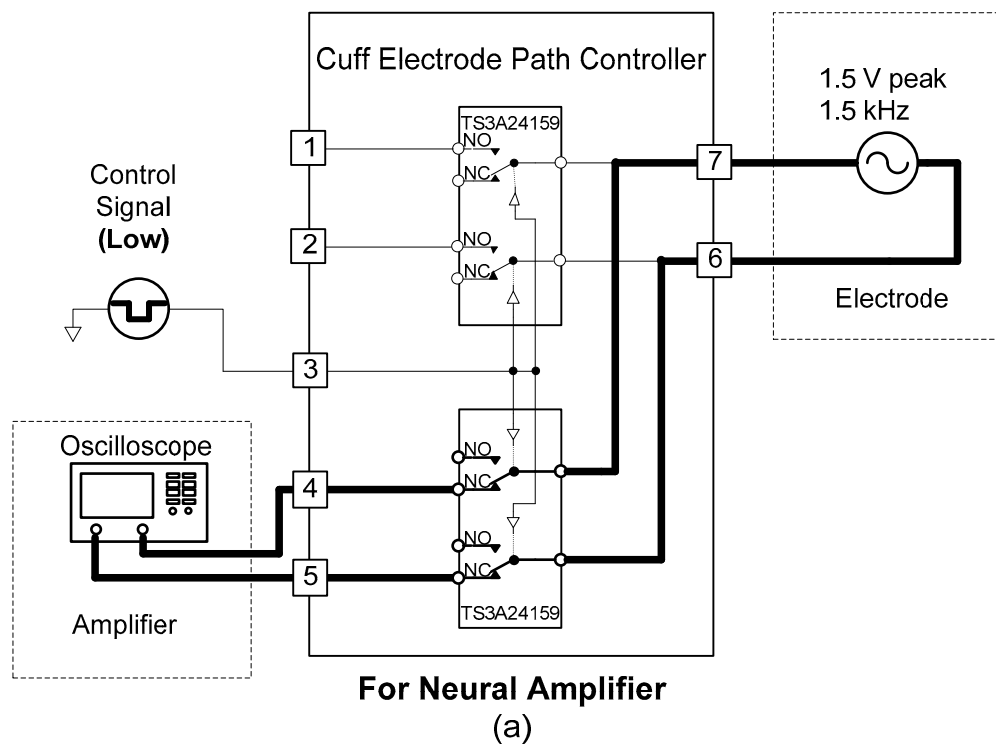 Cuff Electrode Path Controller
1.5 V peak
1.5 kHz
TS3A24159
NO
NC
NO
NC
1
2
3
4
5
7
6
Control
Signal
(Low)
Electrode
Oscilloscope
Amplifier
NO
NC
NO
NC
TS3A24159
For Neural Amplifier
(a)